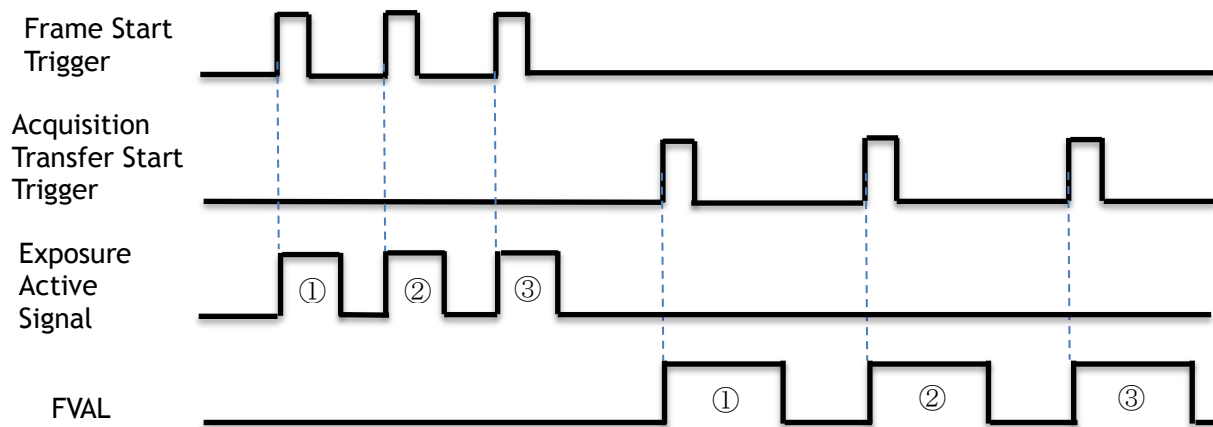 Frame Start
Trigger
Acquisition
Transfer Start
Trigger
Exposure
Active
Signal
① ② ③
FVAL
① ② ③